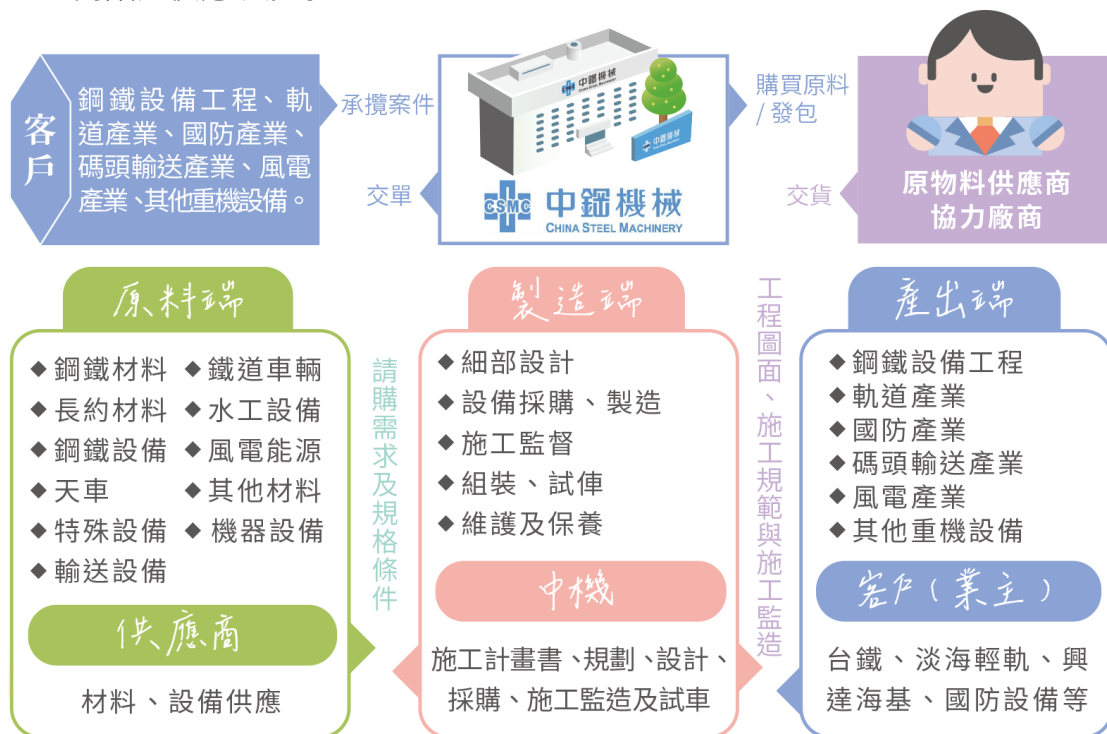 客戶
鋼鐵設備工程、軌
道產業、國防產業、
碼頭輸送產業、風電
產業、其他重機設備。
承攬案件
交單
中鋼機械
CHINA STEEL MACHINERY
中鋼機械
CSMC 中鋼機械
CHINA STEEL MACHINERY
購買原料
/ 發包
交貨
原物料供應商
協力廠商
原料端
◆鋼鐵材料 ◆鐵道車輛
◆長約材料 ◆水工設備
◆鋼鐵設備 ◆風電能源
◆天車 ◆其他材料
◆特殊設備 ◆機器設備
◆輸送設備
供應商
材料、設備供應
請購需求及規格條件
製造端
◆細部設計
◆設備採購、製造
◆施工監督
◆組裝、試俥
◆維護及保養
中機
施工計畫書、規劃、設計、
採購、施工監造及試車
工程圖面、施工規範與施工監造
產出端
◆鋼鐵設備工程
◆軌道產業
◆國防產業
◆碼頭輸送產業
◆風電產業
◆其他重機設備
客戶(業主)
台鐵、淡海輕軌、興
達海基、國防設備等